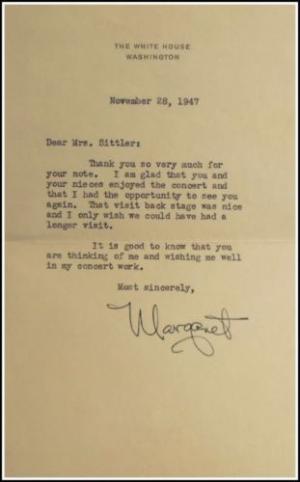 THE WHITE HOUSE
WASHINGTON
November 28, 1947
Dear Mrs. Sittler:
Thank you so very much for
your note. I am glad that you and
your nieces enjoyed the concert and
that I had the opportunity to see you
again. That visit back stage was nice
and I only wish we could have had a
longer visit.
It is good to know that you
are thinking of me and wishing me well
in my concert work.
Most sincerely,
Margaret